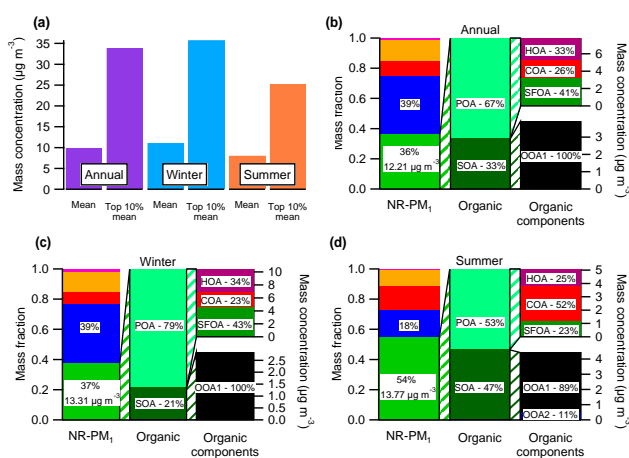 (a)
Mass concentration (µg m⁻³)
35
30
25
20
15
10
5
0
Annual
Winter
Summer
Mean
Top 10% mean
Mean
Top 10% mean
Mean
Top 10% mean
(b)
Annual
Mass fraction
1.0
0.8
0.6
0.4
0.2
0.0
39%
36%
12.21 µg m⁻³
POA - 67%
SOA - 33%
HOA - 33%
COA - 26%
SFOA - 41%
OOA1 - 100%
6
4
2
0
3
2
1
0
Mass concentration (µg m⁻³)
NR-PM₁
Organic
Organic components
(c)
Winter
Mass fraction
1.0
0.8
0.6
0.4
0.2
0.0
39%
37%
13.31 µg m⁻³
POA - 79%
SOA - 21%
HOA - 34%
COA - 23%
SFOA - 43%
OOA1 - 100%
10
8
6
4
2
0
2.5
2.0
1.5
1.0
0.5
0.0
Mass concentration (µg m⁻³)
NR-PM₁
Organic
Organic components
(d)
Summer
Mass fraction
1.0
0.8
0.6
0.4
0.2
0.0
18%
54%
13.77 µg m⁻³
POA - 53%
SOA - 47%
HOA - 25%
COA - 52%
SFOA - 23%
OOA1 - 89%
OOA2 - 11%
5
4
3
2
1
0
4
3
2
1
0
Mass concentration (µg m⁻³)
NR-PM₁
Organic
Organic components